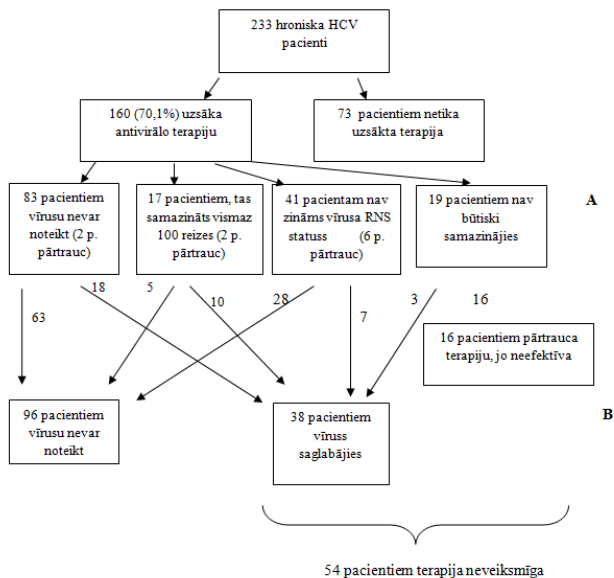 233 hroniska HCV
pacienti
160 (70,1%) uzsāka
antivirālo terapiju
73 pacientiem netika
uzsākta terapija
83 pacientiem
vīrusu nevar
noteikt (2 p.
pārtrauc)
17 pacientiem, tas
samazināts vismaz
100 reizes (2 p.
pārtrauc)
41 pacientam nav
zināms vīrusa RNS
statuss (6 p.
pārtrauc)
19 pacientiem nav
būtiski
samazinājies
A
18
5
10
28
3
16
63
7
16 pacientiem pārtrauca
terapiju, jo neefektīva
96 pacientiem
vīrusu nevar
noteikt
38 pacientiem
vīruss
saglabājies
B
54 pacientiem terapija neveiksmīga